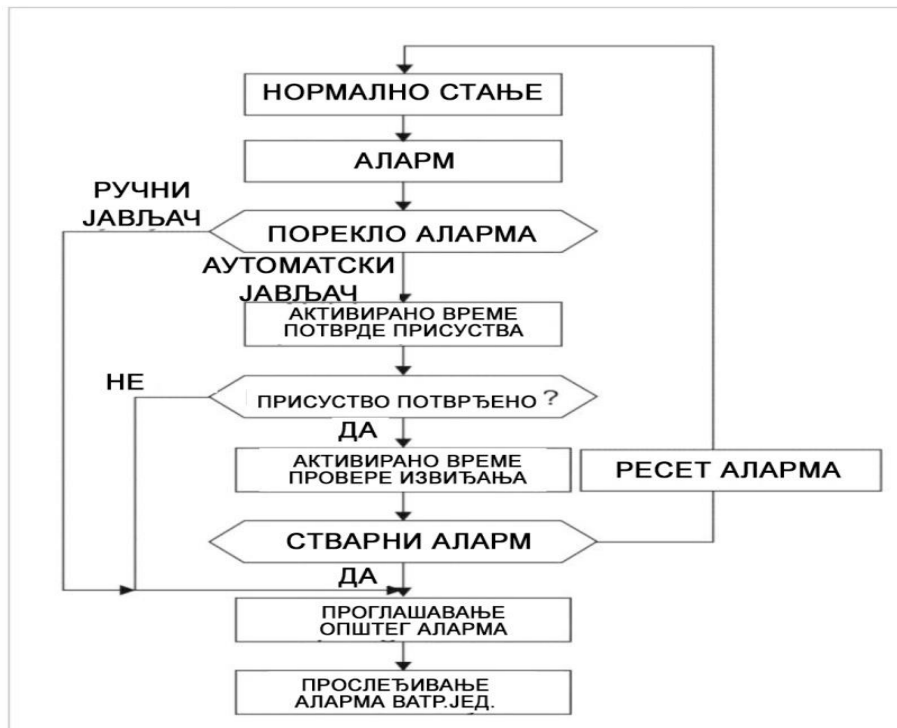 НОРМАЛНО СТАЊЕ
АЛАРМ
РУЧНИ
ЈАВЉАЧ
ПОРЕКЛО АЛАРМА
АУТОМАТСКИ
ЈАВЉАЧ
АКТИВИРАНО ВРЕМЕ
ПОТВРДЕ ПРИСУСТВА
НЕ
ПРИСУСТВО ПОТВРЂЕНО ?
ДА
АКТИВИРАНО ВРЕМЕ
ПРОВЕРЕ ИЗВИЂАЊА
РЕСЕТ АЛАРМА
СТВАРНИ АЛАРМ
ДА
ПРОГЛАШАВАЊЕ
ОПШТЕГ АЛАРМА
ПРОСЛЕЂИВАЊЕ
АЛАРМА ВАТР.ЈЕД.